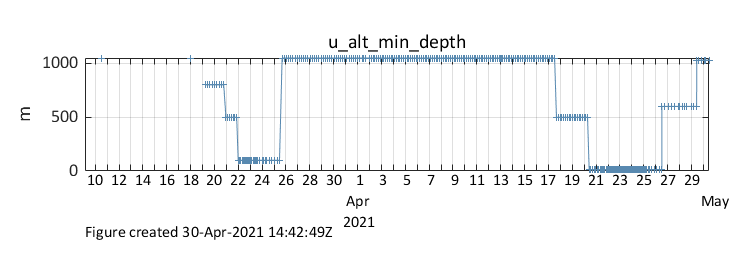 u_alt_min_depth
1000
500
0
m
10 12 14 16 18 20 22 24 26 28 30 1 3 5 7 9 11 13 15 17 19 21 23 25 27 29
Apr May
2021
Figure created 30-Apr-2021 14:42:49Z